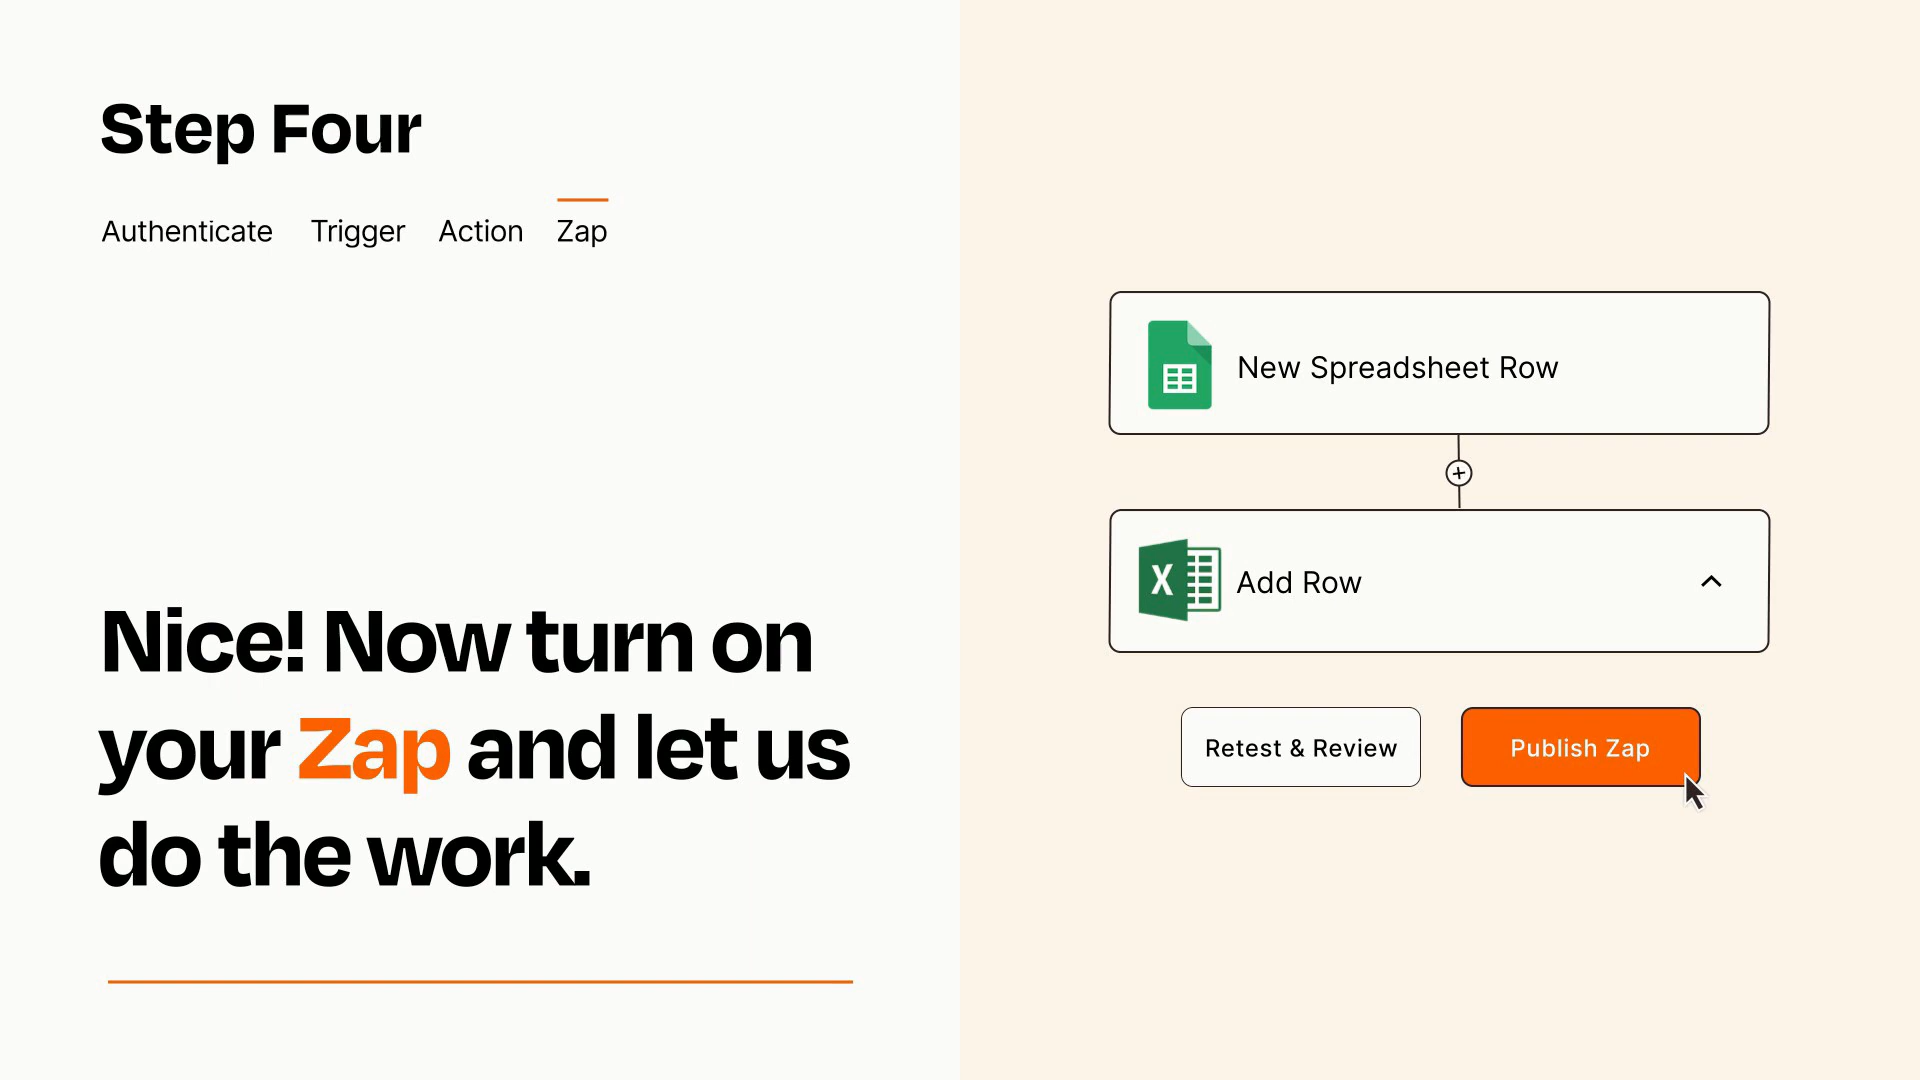 Step Four
Authenticate Trigger Action Zap
Nice! Now turn on
your Zap and let us
do the work.
New Spreadsheet Row
X
Add Row
Retest & Review
Publish Zap